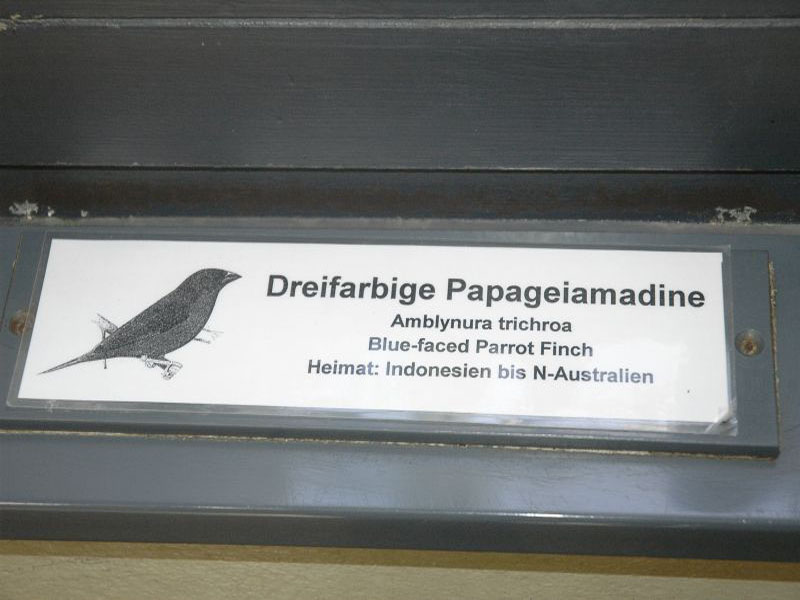 Dreifarbige Papageiamadine
Amblynura trichroa
Blue-faced Parrot Finch
Heimat: Indonesien bis N-Australien